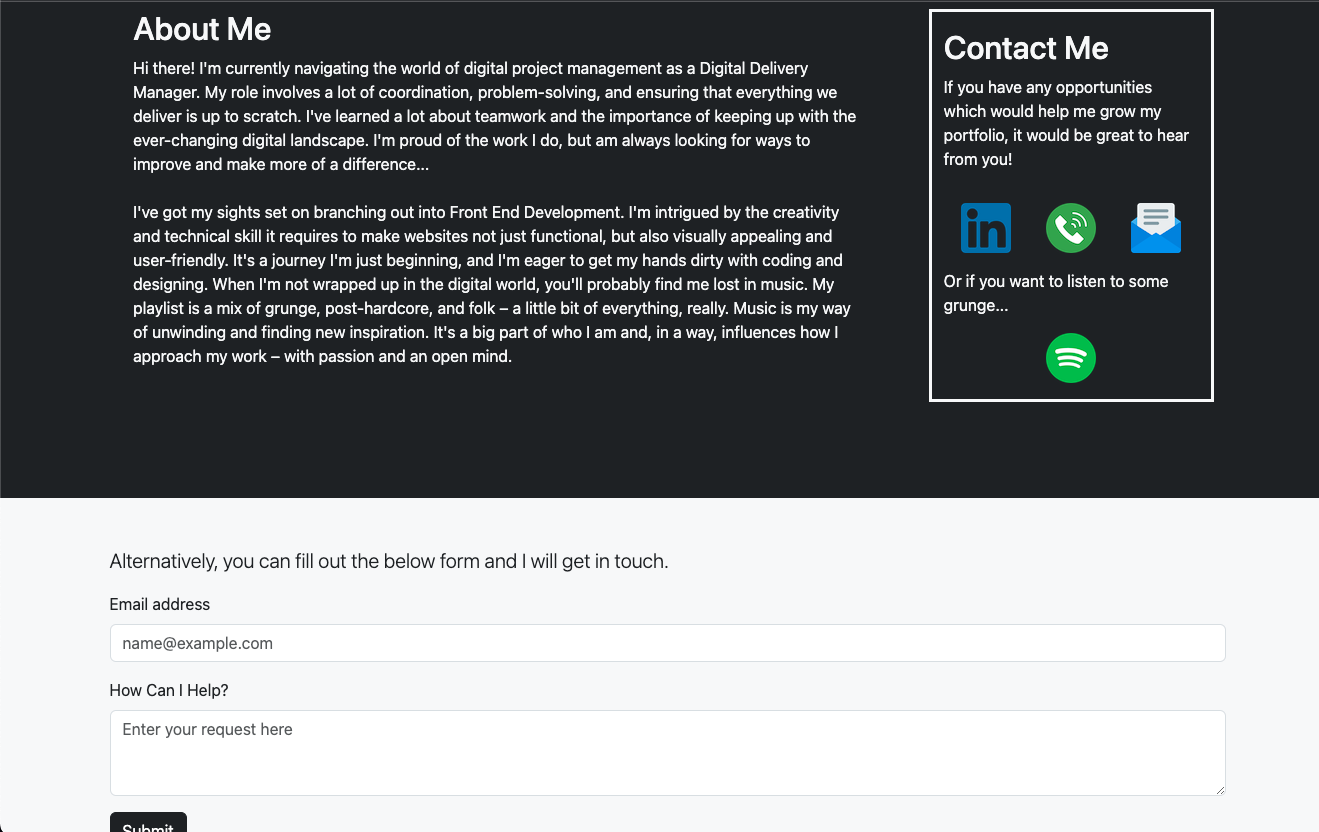 About Me
Hi there! I'm currently navigating the world of digital project management as a Digital Delivery
Manager. My role involves a lot of coordination, problem-solving, and ensuring that everything we
deliver is up to scratch. I've learned a lot about teamwork and the importance of keeping up with the
ever-changing digital landscape. I'm proud of the work I do, but am always looking for ways to
improve and make more of a difference...
I've got my sights set on branching out into Front End Development. I'm intrigued by the creativity
and technical skill it requires to make websites not just functional, but also visually appealing and
user-friendly. It's a journey I'm just beginning, and I'm eager to get my hands dirty with coding and
designing. When I'm not wrapped up in the digital world, you'll probably find me lost in music. My
playlist is a mix of grunge, post-hardcore, and folk – a little bit of everything, really. Music is my way
of unwinding and finding new inspiration. It's a big part of who I am and, in a way, influences how I
approach my work – with passion and an open mind.
Contact Me
If you have any opportunities
which would help me grow my
portfolio, it would be great to hear
from you!
in
Or if you want to listen to some
grunge...
Alternatively, you can fill out the below form and I will get in touch.
Email address
name@example.com
How Can I Help?
Enter your request here
Submit